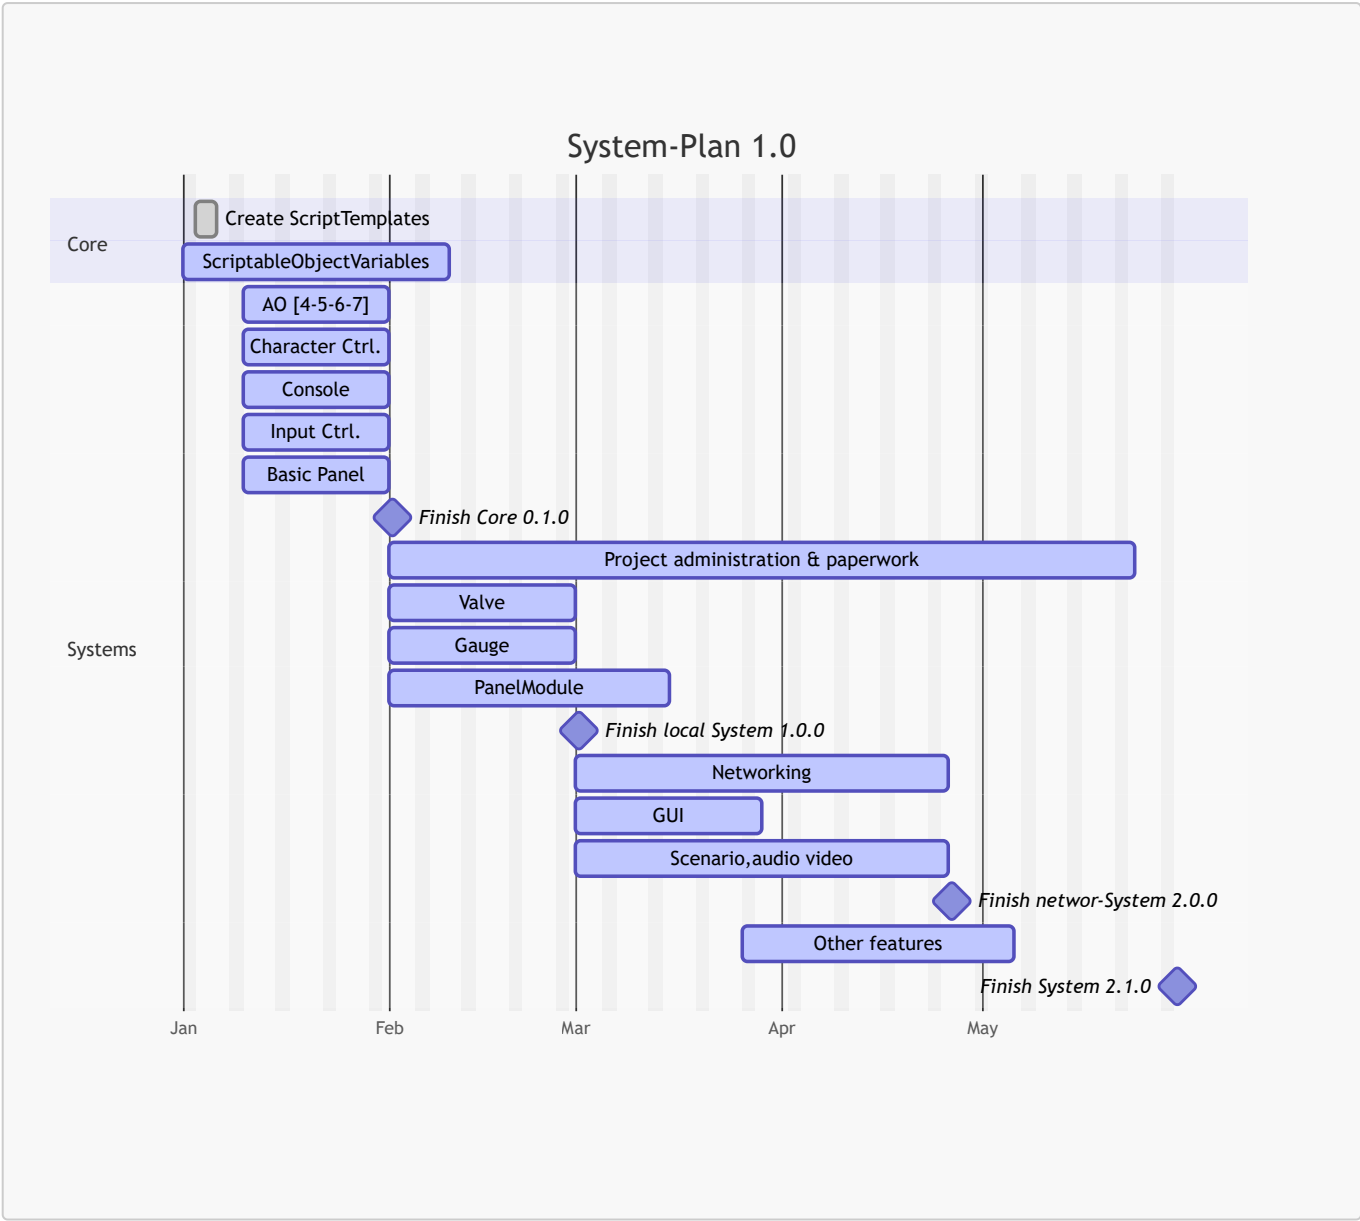 System-Plan 1.0
Core
Create ScriptTemplates
ScriptableObjectVariables
AO [4-5-6-7]
Character Ctrl.
Console
Input Ctrl.
Basic Panel
Finish Core 0.1.0
Project administration & paperwork
Valve
Gauge
Systems
PanelModule
Finish local System 1.0.0
Networking
GUI
Scenario,audio video
Finish networ-System 2.0.0
Other features
Finish System 2.1.0
Jan Feb Mar Apr May